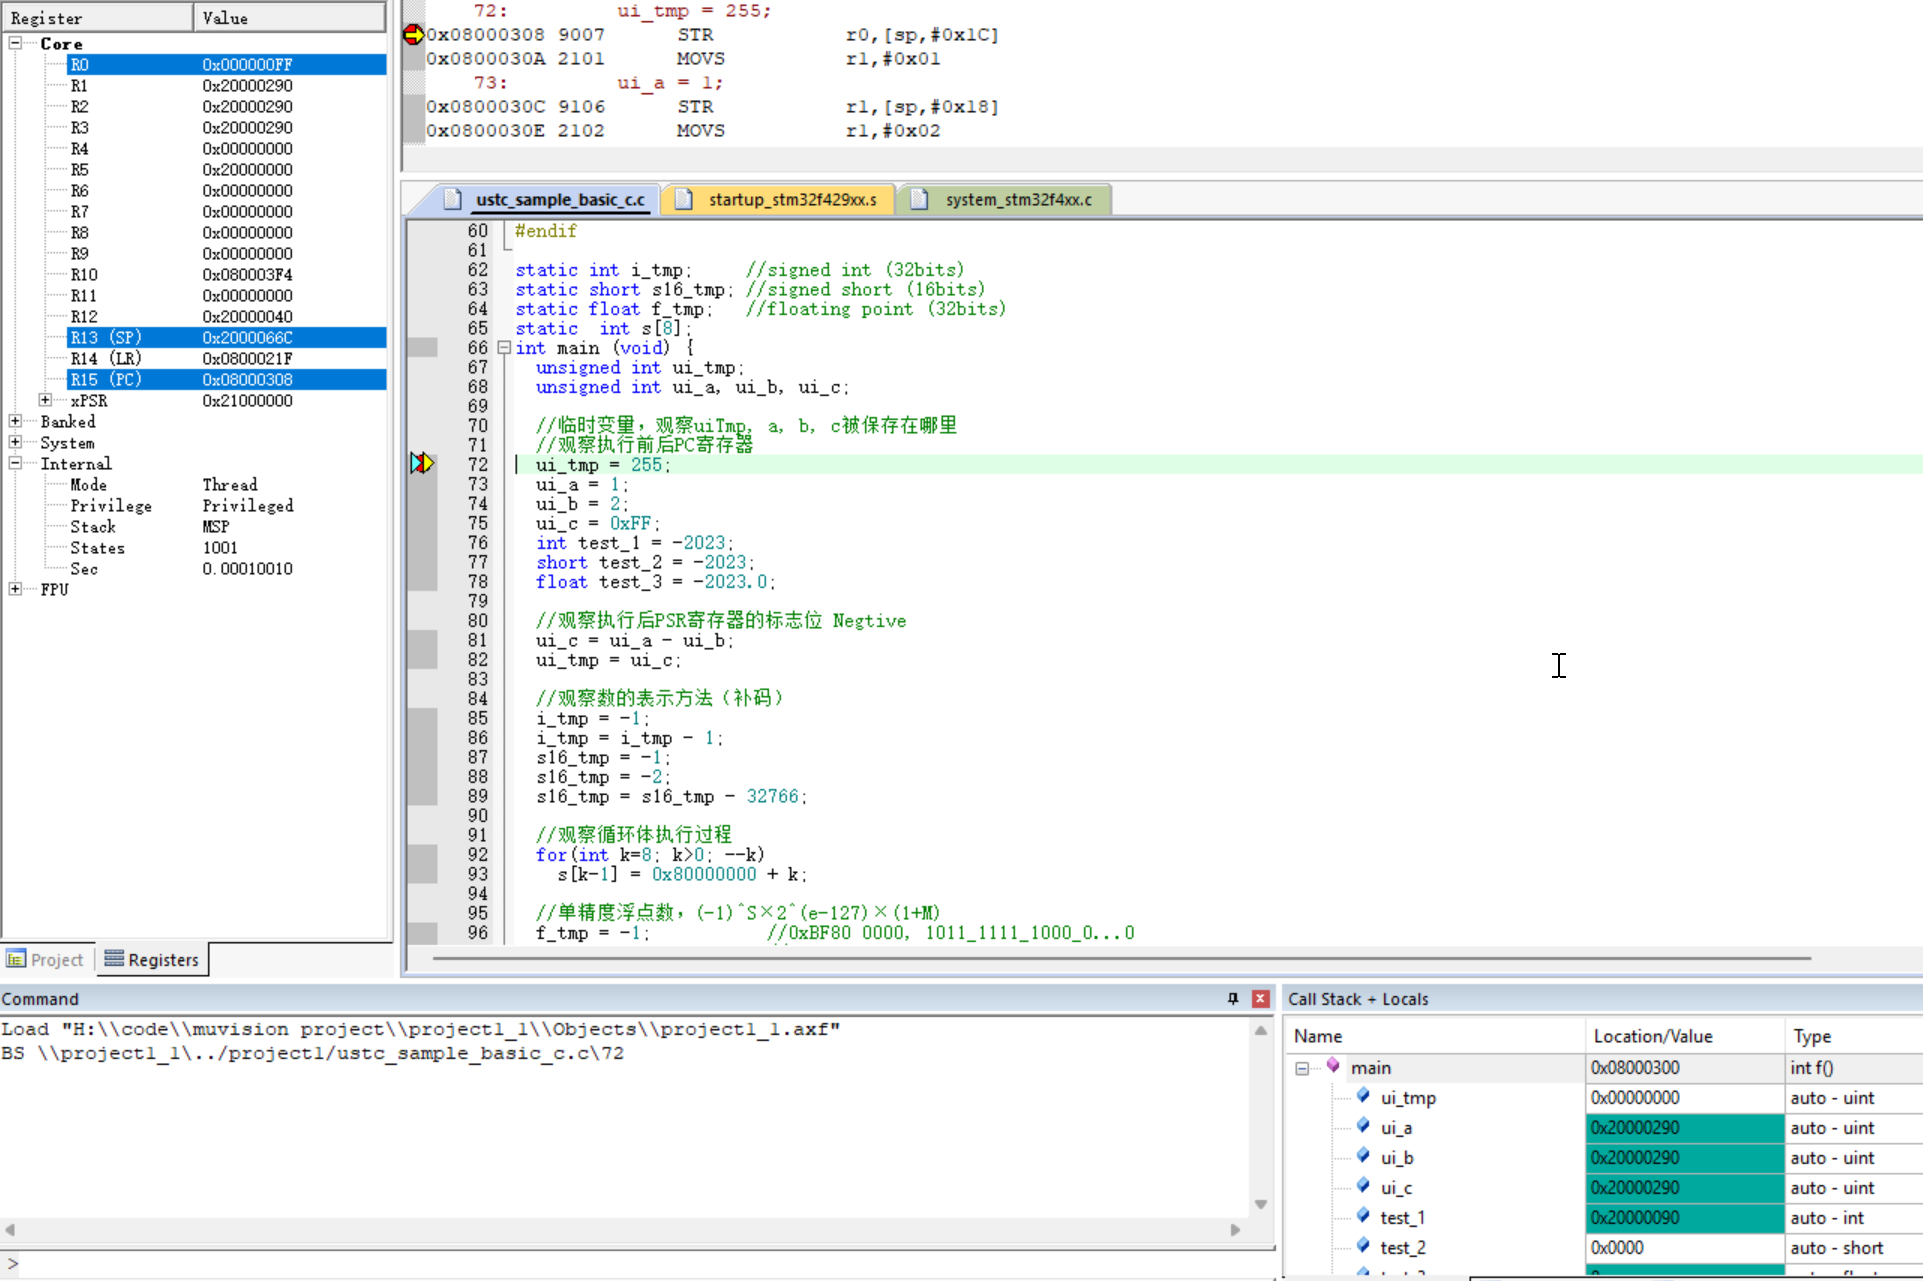 Register	Value
Core
R0	0x000000FF
R1	0x20000290
R2	0x20000290
R3	0x20000290
R4	0x00000000
R5	0x20000000
R6	0x00000000
R7	0x00000000
R8	0x00000000
R9	0x00000000
R10	0x080003F4
R11	0x00000000
R12	0x20000040
R13 (SP)	0x2000066C
R14 (LR)	0x0800021F
R15 (PC)	0x08000308
xPSR	0x21000000
Banked
System
Internal
Mode	Thread
Privilege	Privileged
Stack	MSP
States	1001
Sec	0.00010010
FPU
Project	Registers
72:	ui_tmp = 255;
0x08000308 9007	STR	r0,[sp,#0x1C]
0x0800030A 2101	MOVS	r1,#0x01
73:	ui_a = 1;
0x0800030C 9106	STR	r1,[sp,#0x18]
0x0800030E 2102	MOVS	r1,#0x02
ustc_sample_basic_c.c	startup_stm32f429xx.s	system_stm32f4xx.c
60 #endif
61
62 static int i_tmp;	//signed int (32bits)
63 static short s16_tmp; //signed short (16bits)
64 static float f_tmp;	//floating point (32bits)
65 static  int s[8];
66 int main (void) {
67 unsigned int ui_tmp;
68 unsigned int ui_a, ui_b, ui_c;
69
70 //临时变量，观察uiTmp, a, b, c被保存在哪里
71 //观察执行前后PC寄存器
72 ui_tmp = 255;
73 ui_a = 1;
74 ui_b = 2;
75 ui_c = 0xFF;
76 int test_1 = -2023;
77 short test_2 = -2023;
78 float test_3 = -2023.0;
79
80 //观察执行后PSR寄存器的标志位 Negtive
81 ui_c = ui_a - ui_b;
82 ui_tmp = ui_c;
83
84 //观察数的表示方法（补码）
85 i_tmp = -1;
86 i_tmp = i_tmp - 1;
87 s16_tmp = -1;
88 s16_tmp = -2;
89 s16_tmp = s16_tmp - 32766;
90
91 //观察循环体执行过程
92 for(int k=8; k>0; --k)
93 s[k-1] = 0x80000000 + k;
94
95 //单精度浮点数，(-1)^S×2^(e-127)×(1+M)
96 f_tmp = -1;	//0xBF80 0000, 1011_1111_1000_0...0
Command
Load "H:\\code\\muvision project\\project1_1\\Objects\\project1_1.axf"
BS \\project1_1\../project1/ustc_sample_basic_c.c\72
>
Call Stack + Locals
Name	Location/Value	Type
main	0x08000300	int f()
ui_tmp	0x00000000	auto - uint
ui_a	0x20000290	auto - uint
ui_b	0x20000290	auto - uint
ui_c	0x20000290	auto - uint
test_1	0x20000090	auto - int
test_2	0x0000	auto - short